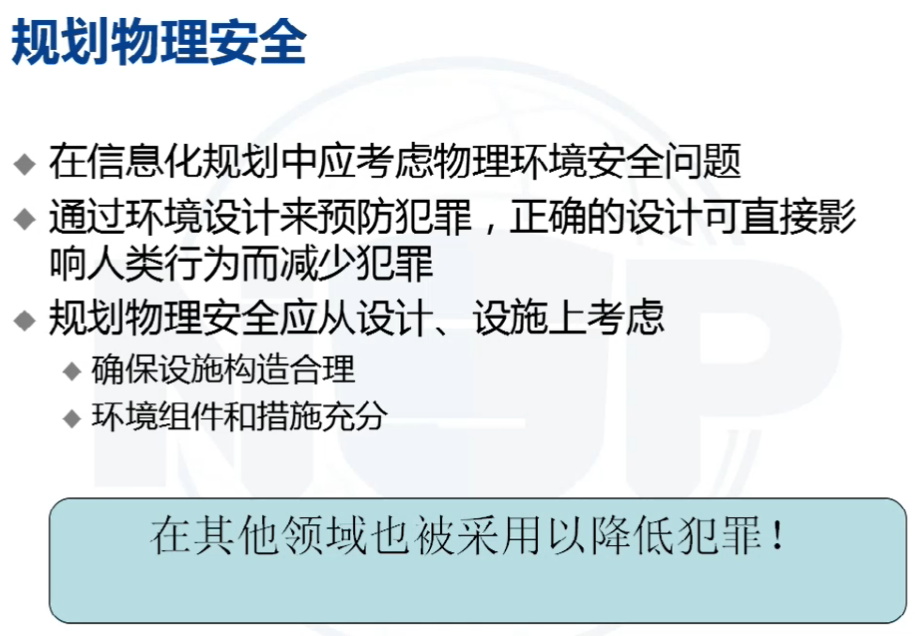 规划物理安全
在信息化规划中应考虑物理环境安全问题
通过环境设计来预防犯罪，正确的设计可直接影
响人类行为而减少犯罪
规划物理安全应从设计、设施上考虑
确保设施构造合理
环境组件和措施充分
在其他领域也被采用以降低犯罪！